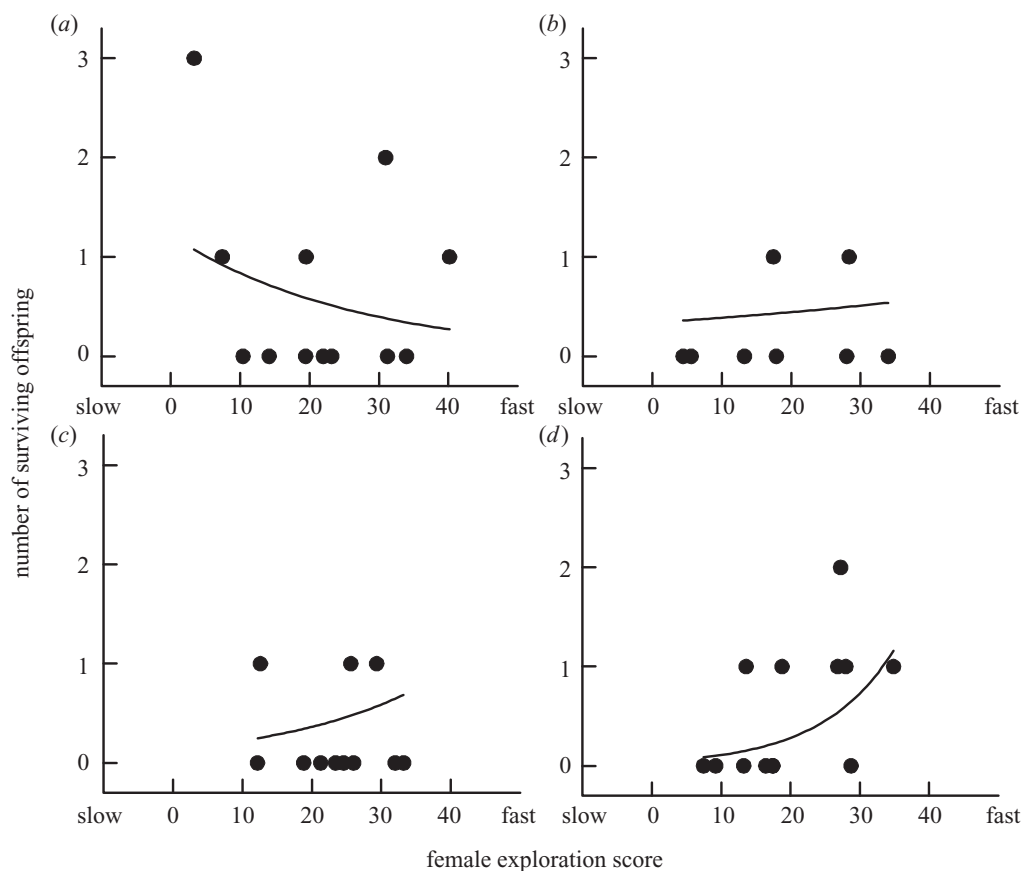 (a)
3
2
1
0
slow 0 10 20 30 40 fast
(b)
3
2
1
0
slow 0 10 20 30 40 fast
(c)
3
2
1
0
slow 0 10 20 30 40 fast
(d)
3
2
1
0
slow 0 10 20 30 40 fast
number of surviving offspring
female exploration score